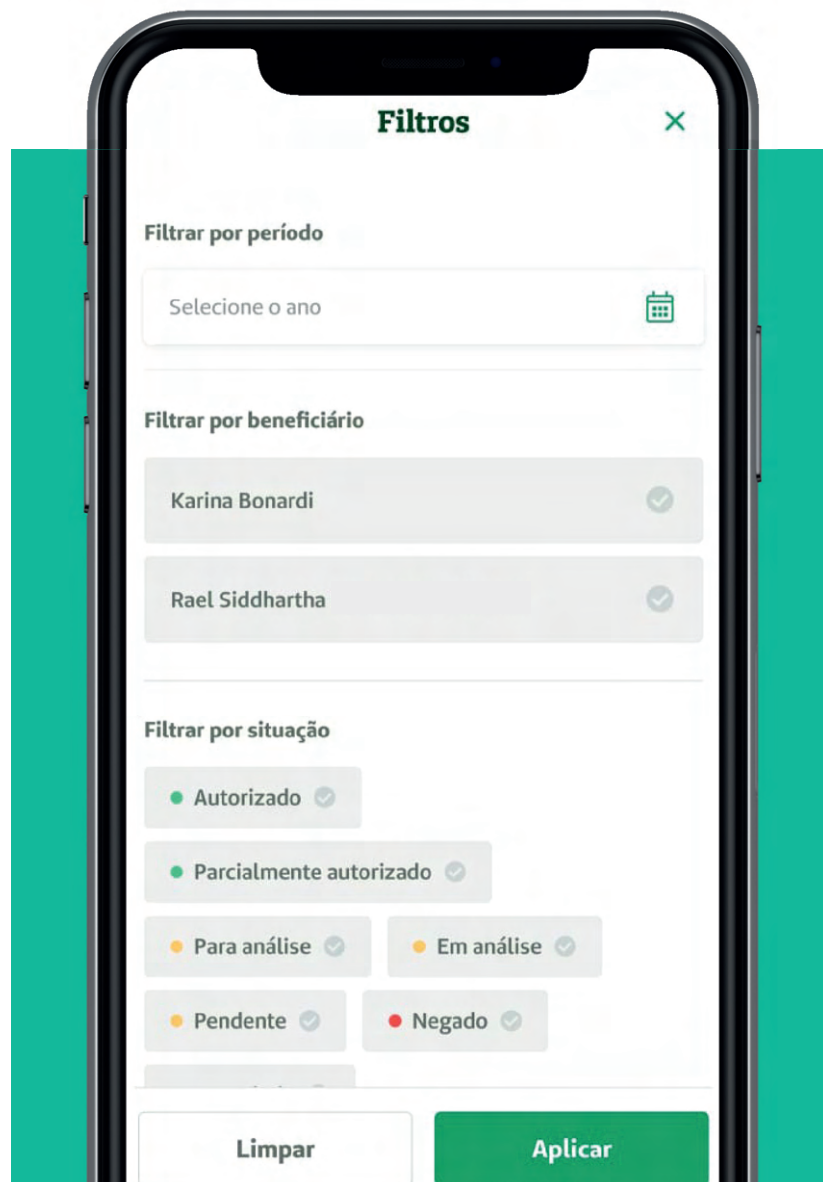 Filtros
Filtrar por período
Selecione o ano
Filtrar por beneficiário
Karina Bonardi
Rael Siddhartha
Filtrar por situação
Autorizado
Parcialmente autorizado
Para análise Em análise
Pendente Negado
Limpar Aplicar